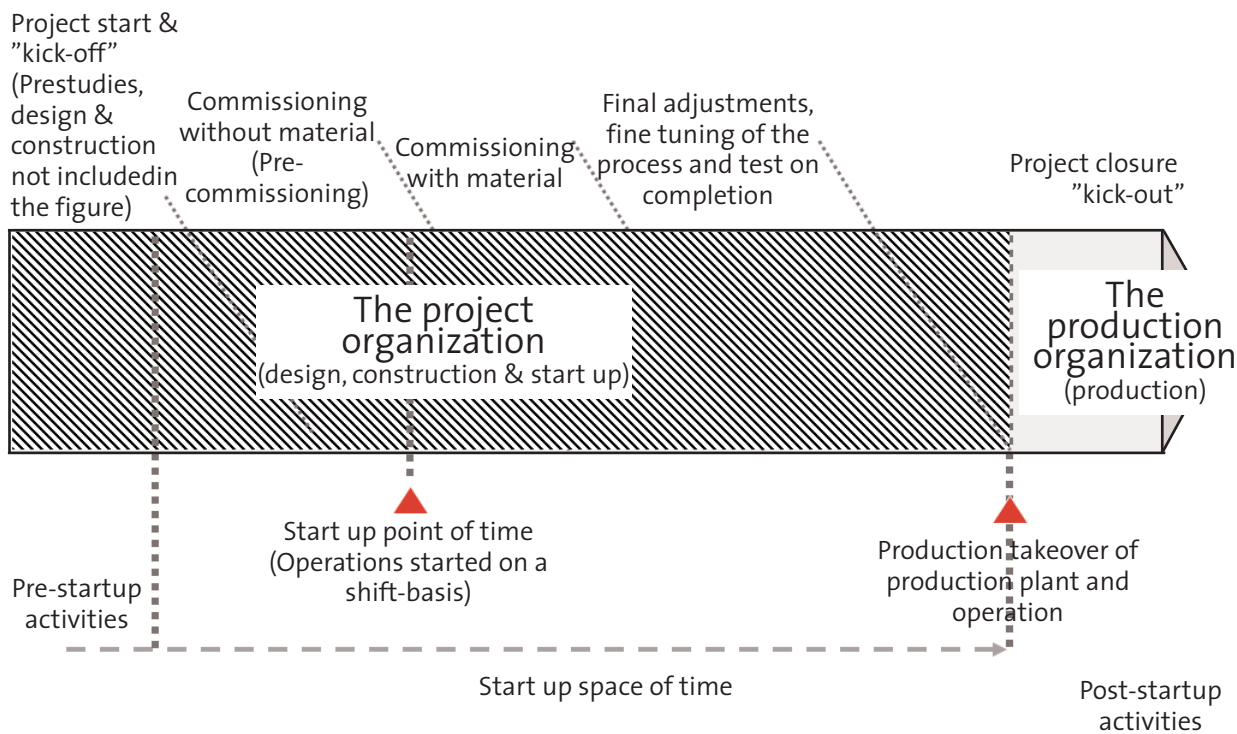 Project start &
”kick-off”
(Prestudies,
design &
construction
not includedin
the figure)
Commissioning
without material
(Pre-
commissioning)
Commissioning
with material
Final adjustments,
fine tuning of the
process and test on
completion
Project closure
”kick-out”
The project
organization
(design, construction & start up)
The
production
organization
(production)
Start up point of time
(Operations started on a
shift-basis)
Production takeover of
production plant and
operation
Pre-startup
activities
Start up space of time
Post-startup
activities